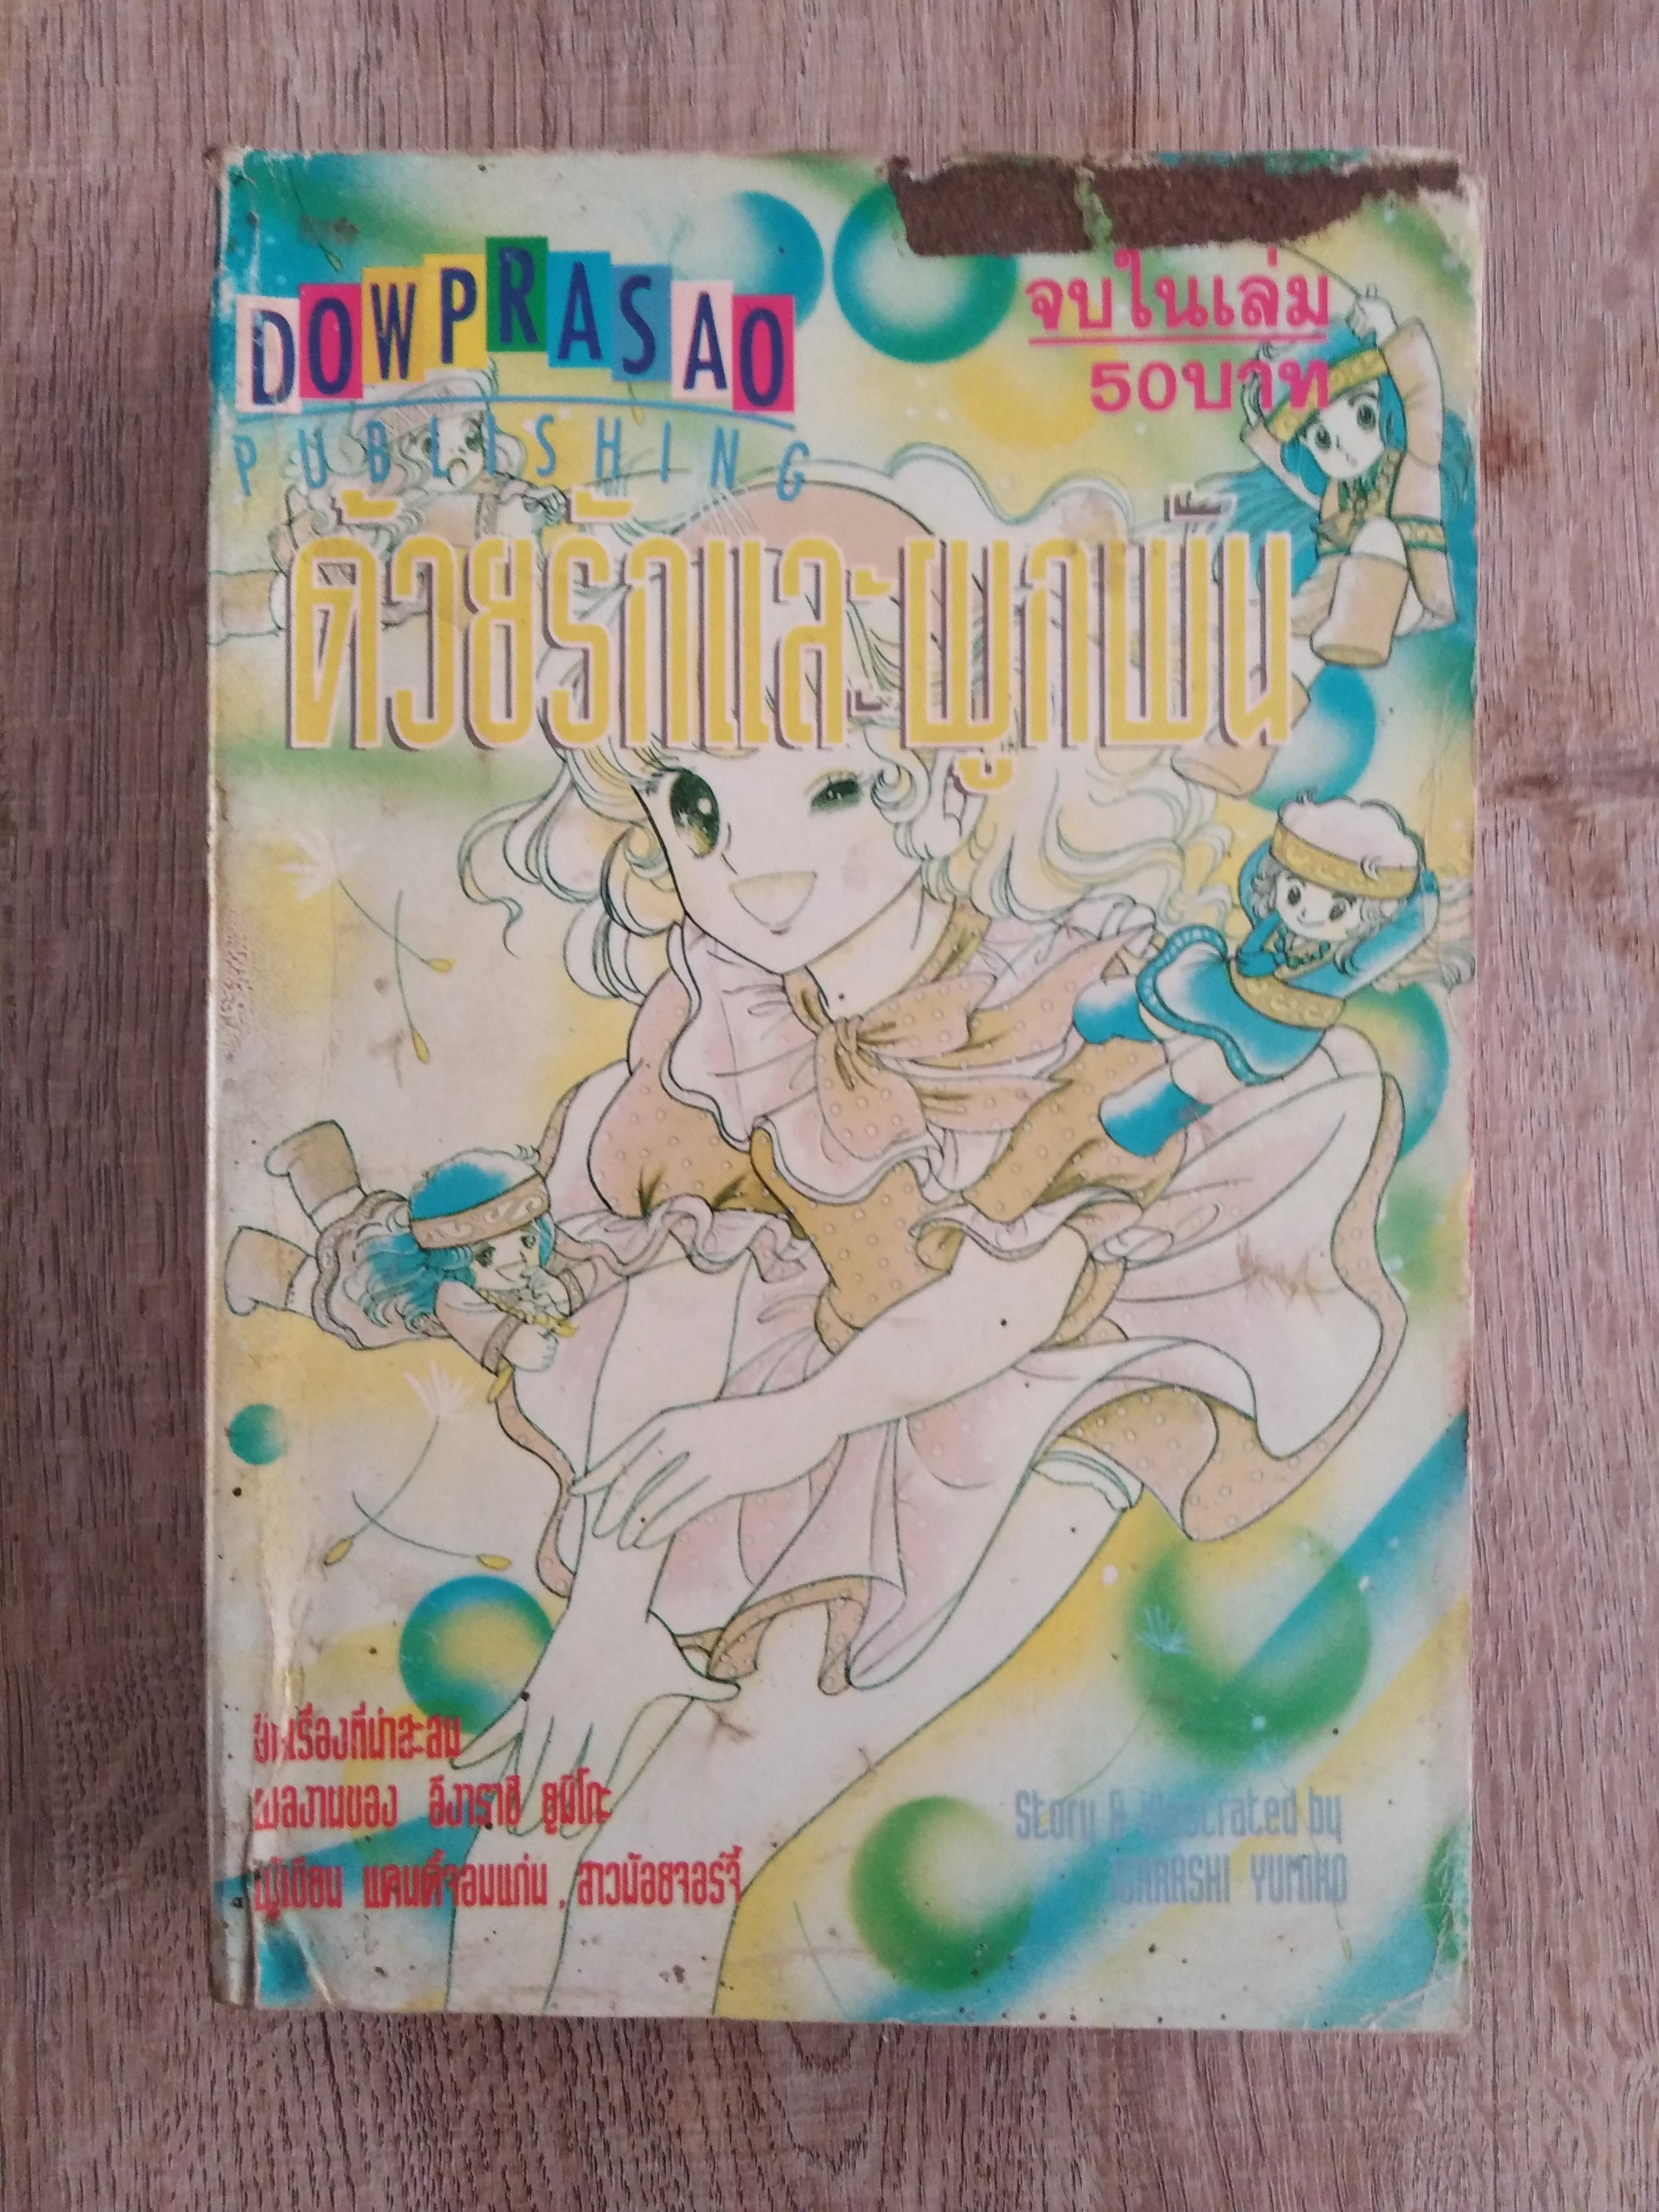 DOWPRASAO
PUBLISHING
จบในเล่ม
50บาท
ด้วยรักและผูกพัน
อีกเรื่องที่น่าสะสม
ผลงานของ อิงาราชิ ยูมิโกะ
ผู้เขียน แคนดี้จอมแก่น , สาวน้อยจอร์จี้
Story & illustrated by
IGARASHI YUMIKO